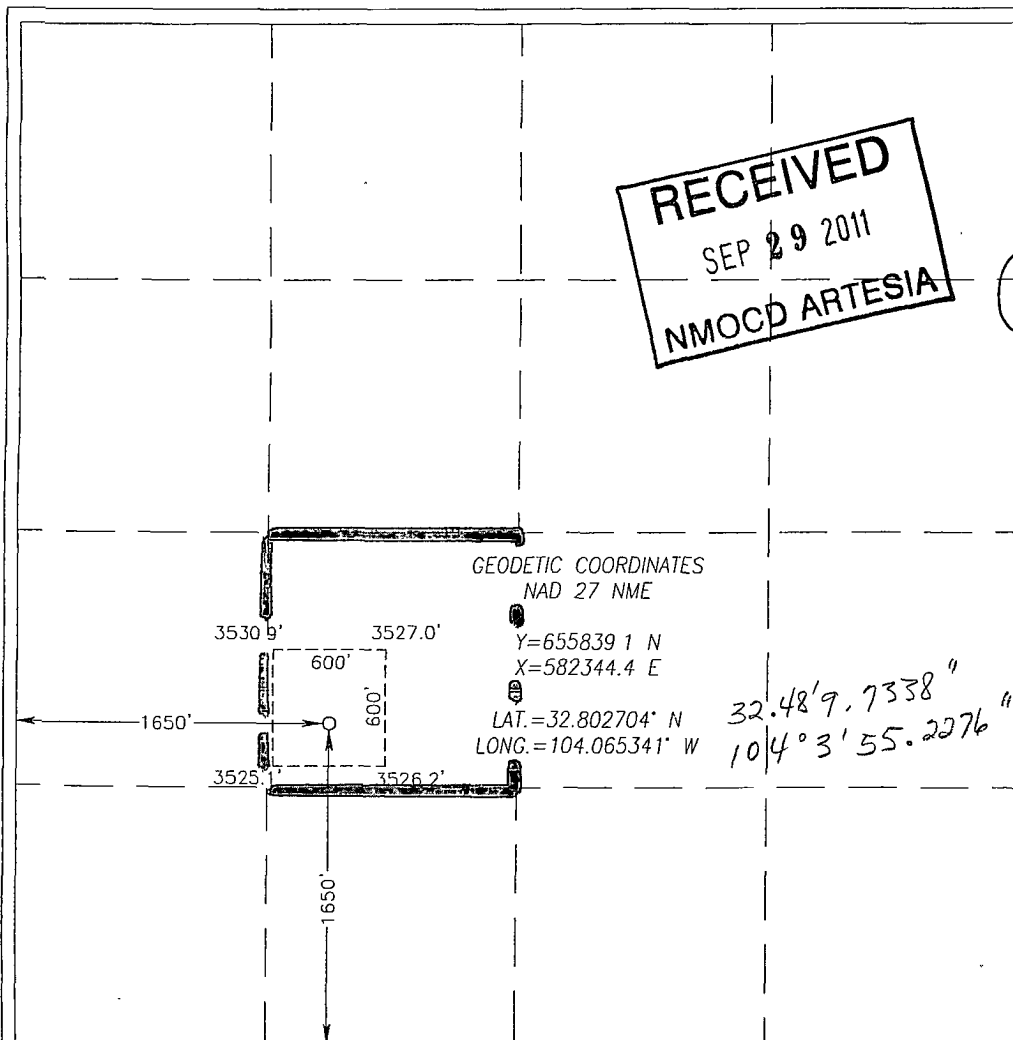 RECEIVED
SEP 29 2011
NMOCD ARTESIA
GEODETIC COORDINATES
NAD 27 NME
Y=655839 1 N
X=582344.4 E
LAT.=32.802704° N
LONG.=104.065341° W
32.48'9.7338"
104°3'55.2276"
3530 9'
3527.0'
600'
600'
1650'
3525.1'
3526.2'
1650'